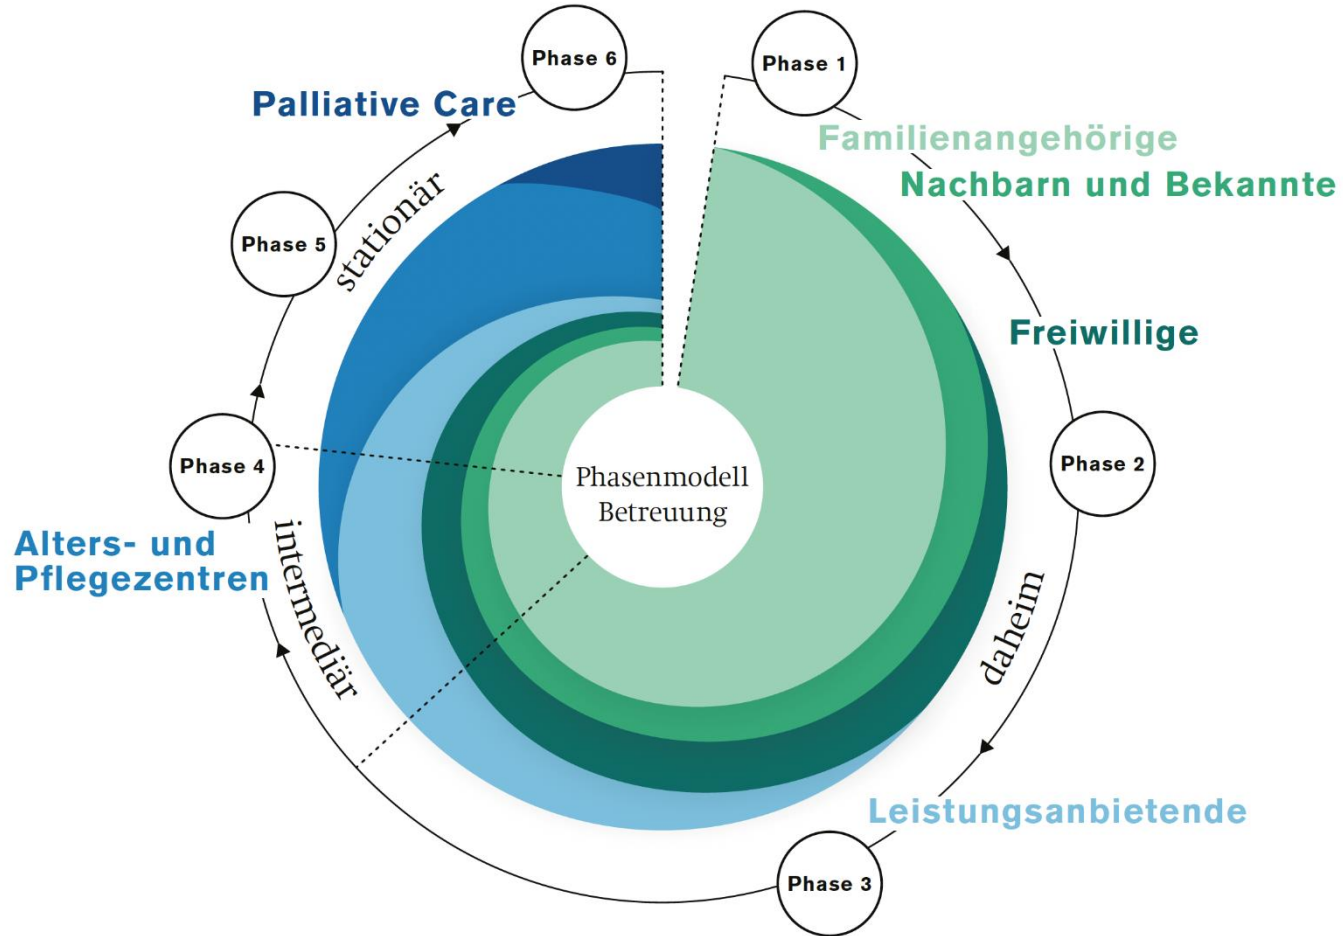 Phase 6
Phase 1
Palliative Care
Familienangehörige
Nachbarn und Bekannte
Phase 5
stationär
Freiwillige
Phase 4
Phasenmodell
Betreuung
Phase 2
Alters- und
Pflegezentren
intermediär
daheim
Leistungsanbietende
Phase 3